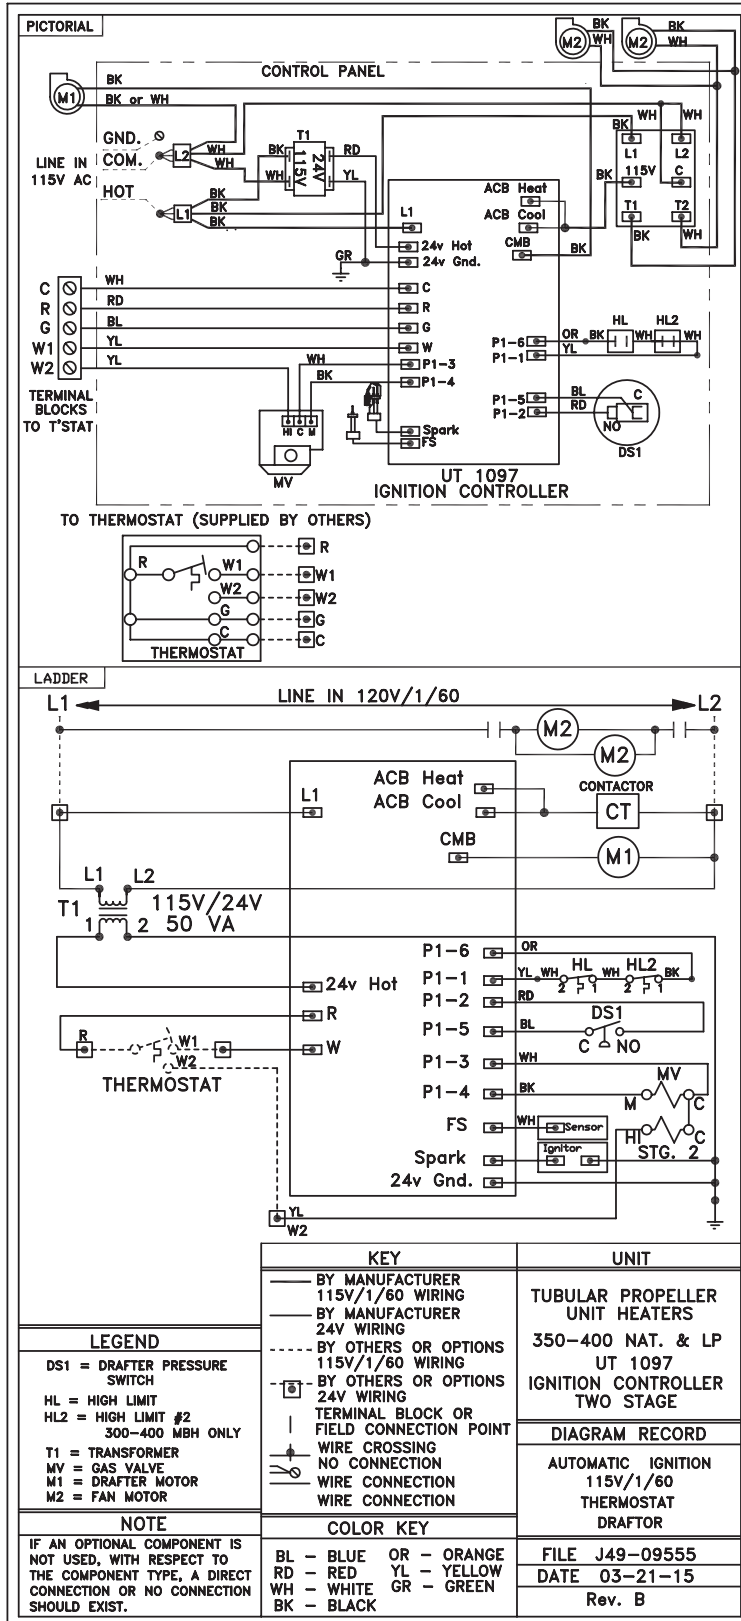 PICTORIAL
BK
BK
M2
M2
WH
WH
CONTROL PANEL
BK
M1
BK or WH
WH
WH
GND.
T1
BK
L1
L2
COM.
L2
WH
BK
RD
115V
24V
LINE IN
115V AC
WH
WH
YL
115V
C
BK
HOT
BK
ACB Heat
T1
T2
L1
BK
L1
ACB Cool
BK
WH
BK
CMB
BK
24v Hot
GR
24v Gnd.
C
WH
C
R
RD
R
G
BL
G
OR
BK
HL
HL2
W1
YL
W
P1-6
WH
WH
P1-1
YL
W2
YL
WH
P1-3
BK
P1-4
BL
C
TERMINAL
BLOCKS
TO T'STAT
P1-5
RD
P1-2
NO
HI C M
Spark
FS
DS1
MV
UT 1097
IGNITION CONTROLLER
TO THERMOSTAT (SUPPLIED BY OTHERS)
R
R
W1
W1
W2
W2
G
G
C
C
THERMOSTAT
LADDER
L1
LINE IN 120V/1/60
L2
M2
M2
ACB Heat
CONTACTOR
L1
ACB Cool
CT
CMB
M1
L1
L2
T1
115V/24V
1
2
50 VA
P1-6
OR
P1-1
YL
WH
HL
WH
HL2
BK
24v Hot
2
1
2
1
P1-2
RD
R
DS1
P1-5
BL
R
W1
W
C
NO
W2
P1-3
WH
THERMOSTAT
MV
P1-4
BK
M
C
FS
WH
Sensor
HI
C
Ignitor
STG. 2
Spark
24v Gnd.
YL
W2
KEY
BY MANUFACTURER
115V/1/60 WIRING
BY MANUFACTURER
24V WIRING
BY OTHERS OR OPTIONS
115V/1/60 WIRING
BY OTHERS OR OPTIONS
24V WIRING
TERMINAL BLOCK OR
FIELD CONNECTION POINT
WIRE CROSSING
NO CONNECTION
WIRE CONNECTION
WIRE CONNECTION
UNIT
TUBULAR PROPELLER
UNIT HEATERS
350-400 NAT. & LP
UT 1097
IGNITION CONTROLLER
TWO STAGE
LEGEND
DS1 = DRAFTER PRESSURE
SWITCH
HL = HIGH LIMIT
HL2 = HIGH LIMIT #2
300-400 MBH ONLY
T1 = TRANSFORMER
MV = GAS VALVE
M1 = DRAFTER MOTOR
M2 = FAN MOTOR
DIAGRAM RECORD
AUTOMATIC IGNITION
115V/1/60
THERMOSTAT
DRAFTOR
NOTE
IF AN OPTIONAL COMPONENT IS
NOT USED, WITH RESPECT TO
THE COMPONENT TYPE, A DIRECT
CONNECTION OR NO CONNECTION
SHOULD EXIST.
COLOR KEY
BL - BLUE OR - ORANGE
RD - RED YL - YELLOW
WH - WHITE GR - GREEN
BK - BLACK
FILE J49-09555
DATE 03-21-15
Rev. B